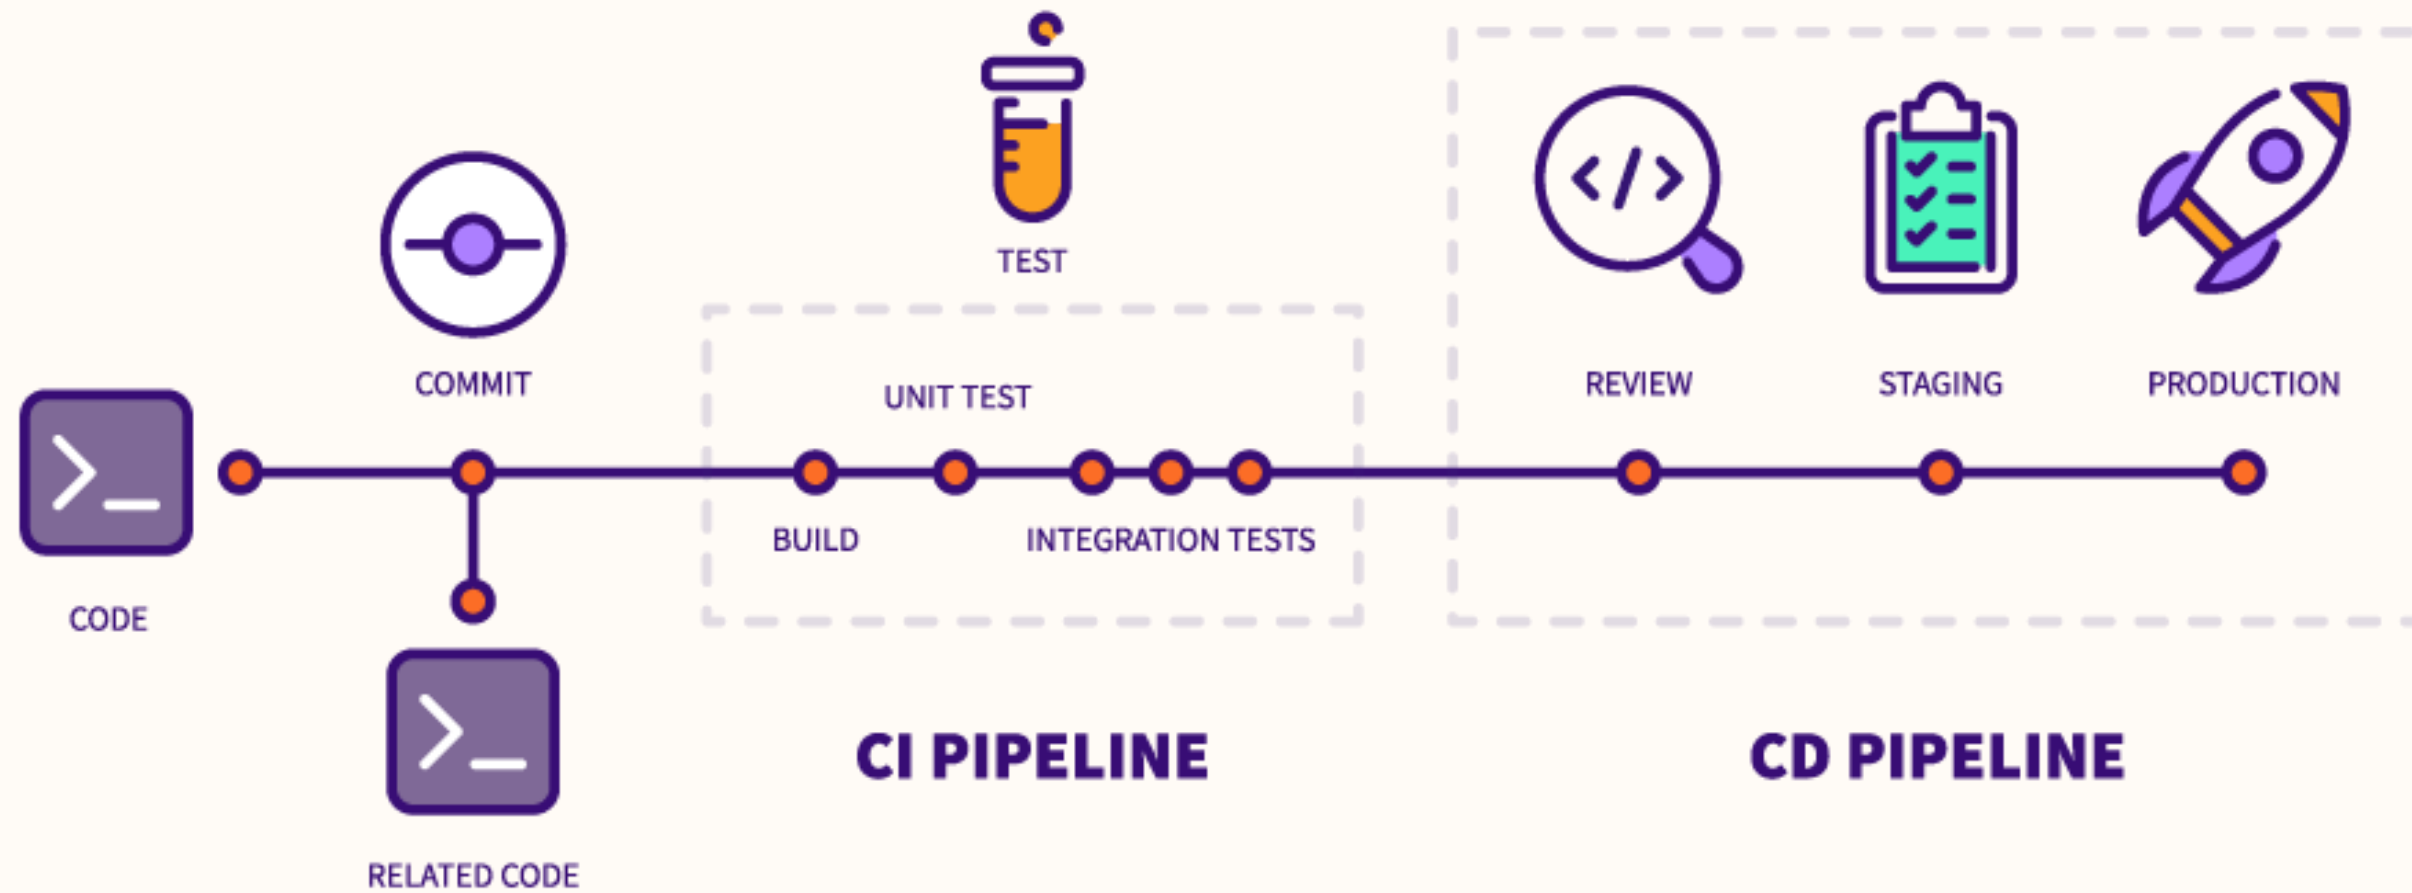 TEST
COMMIT
UNIT TEST
REVIEW
STAGING
PRODUCTION
BUILD
INTEGRATION TESTS
CODE
CI PIPELINE
CD PIPELINE
RELATED CODE